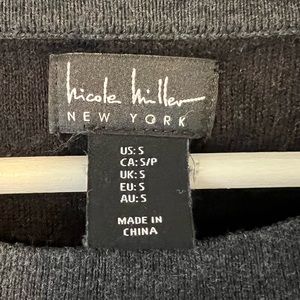 nicole miller
NEW YORK
US: S
CA: S/P
UK: S
EU: S
AU: S
MADE IN
CHINA